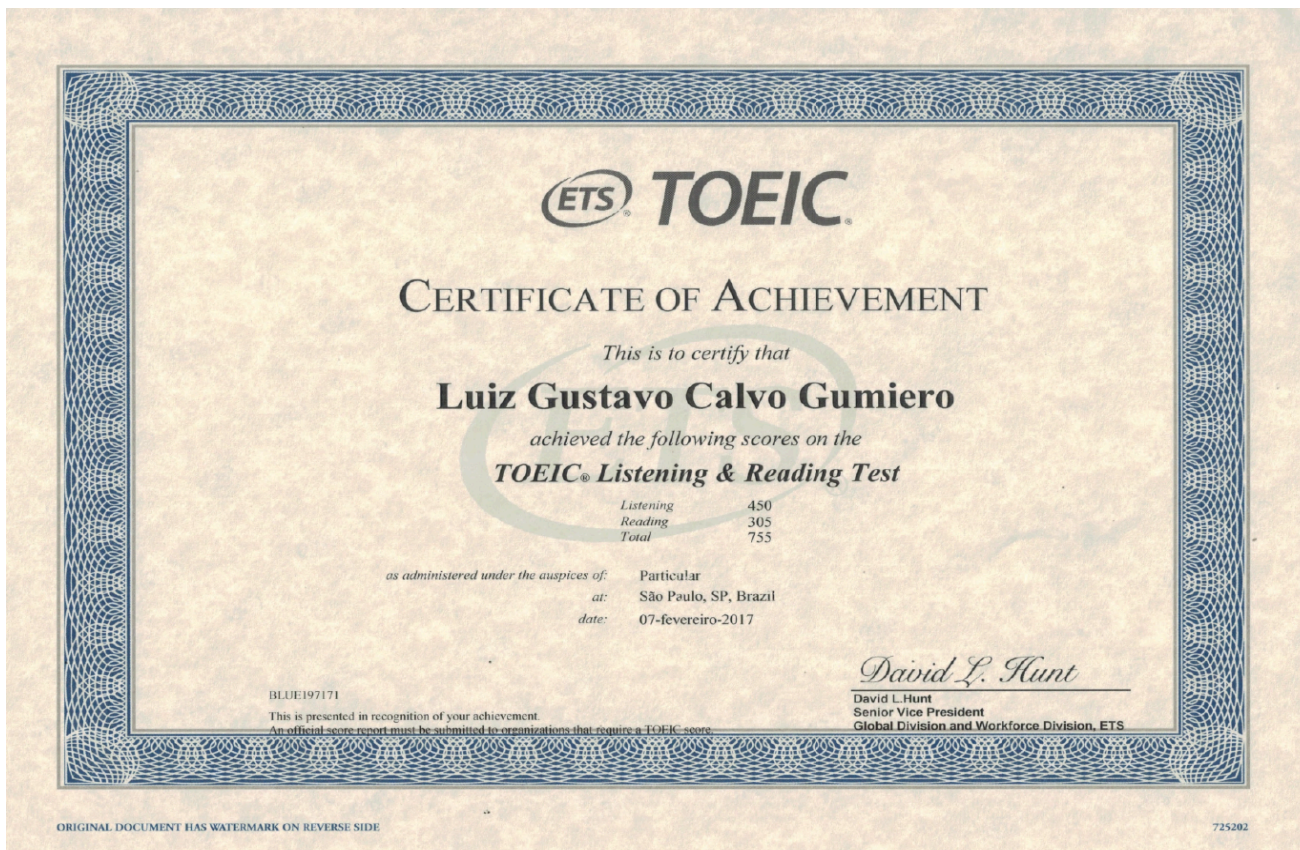 ETS® TOEIC®
CERTIFICATE OF ACHIEVEMENT
This is to certify that
Luiz Gustavo Calvo Gumiero
achieved the following scores on the
TOEIC® Listening & Reading Test
Listening 450
Reading 305
Total 755
as administered under the auspices of: Particular
at: São Paulo, SP, Brazil
date: 07-fevereiro-2017
David L. Hunt
BLUE197171
David L.Hunt
Senior Vice President
Global Division and Workforce Division, ETS
This is presented in recognition of your achievement.
An official score report must be submitted to organizations that require a TOEIC score.
ORIGINAL DOCUMENT HAS WATERMARK ON REVERSE SIDE
725202